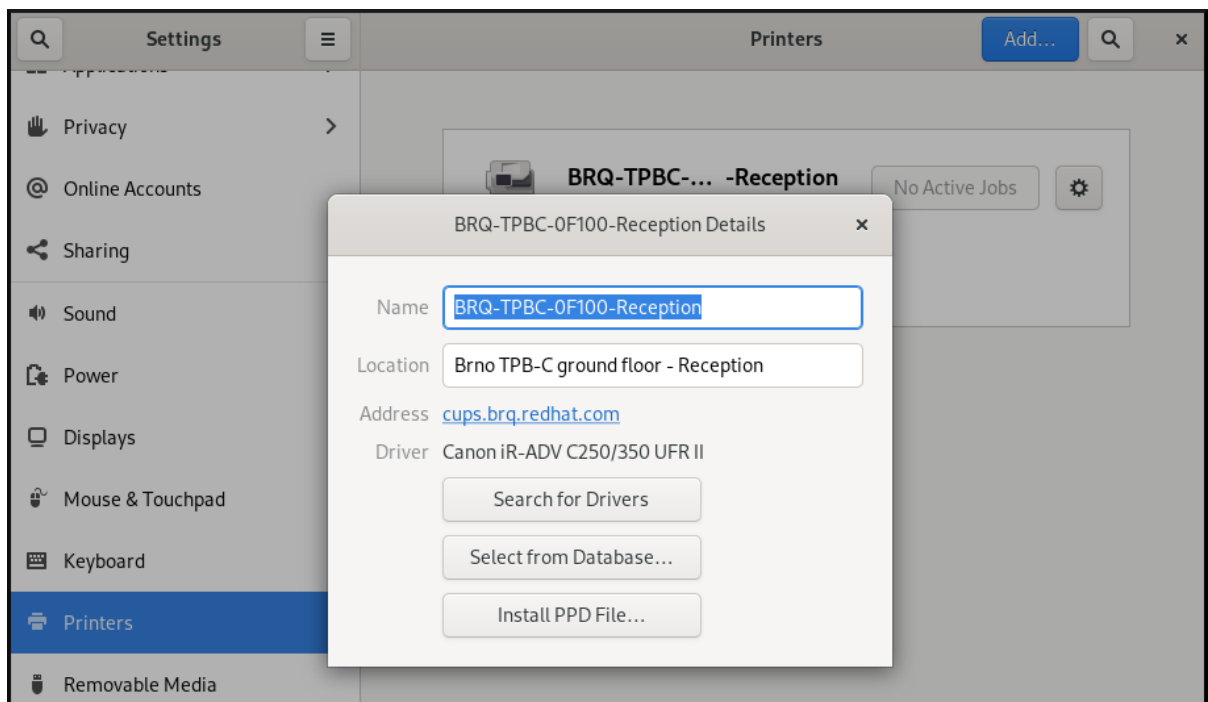 Settings
Printers
Add...
Applications
Privacy
Online Accounts
Sharing
Sound
Power
Displays
Mouse & Touchpad
Keyboard
Printers
Removable Media
BRQ-TPBC-... -Reception
No Active Jobs
BRQ-TPBC-0F100-Reception Details
Name BRQ-TPBC-0F100-Reception
Location Brno TPB-C ground floor - Reception
Address cups.brq.redhat.com
Driver Canon iR-ADV C250/350 UFR II
Search for Drivers
Select from Database...
Install PPD File...